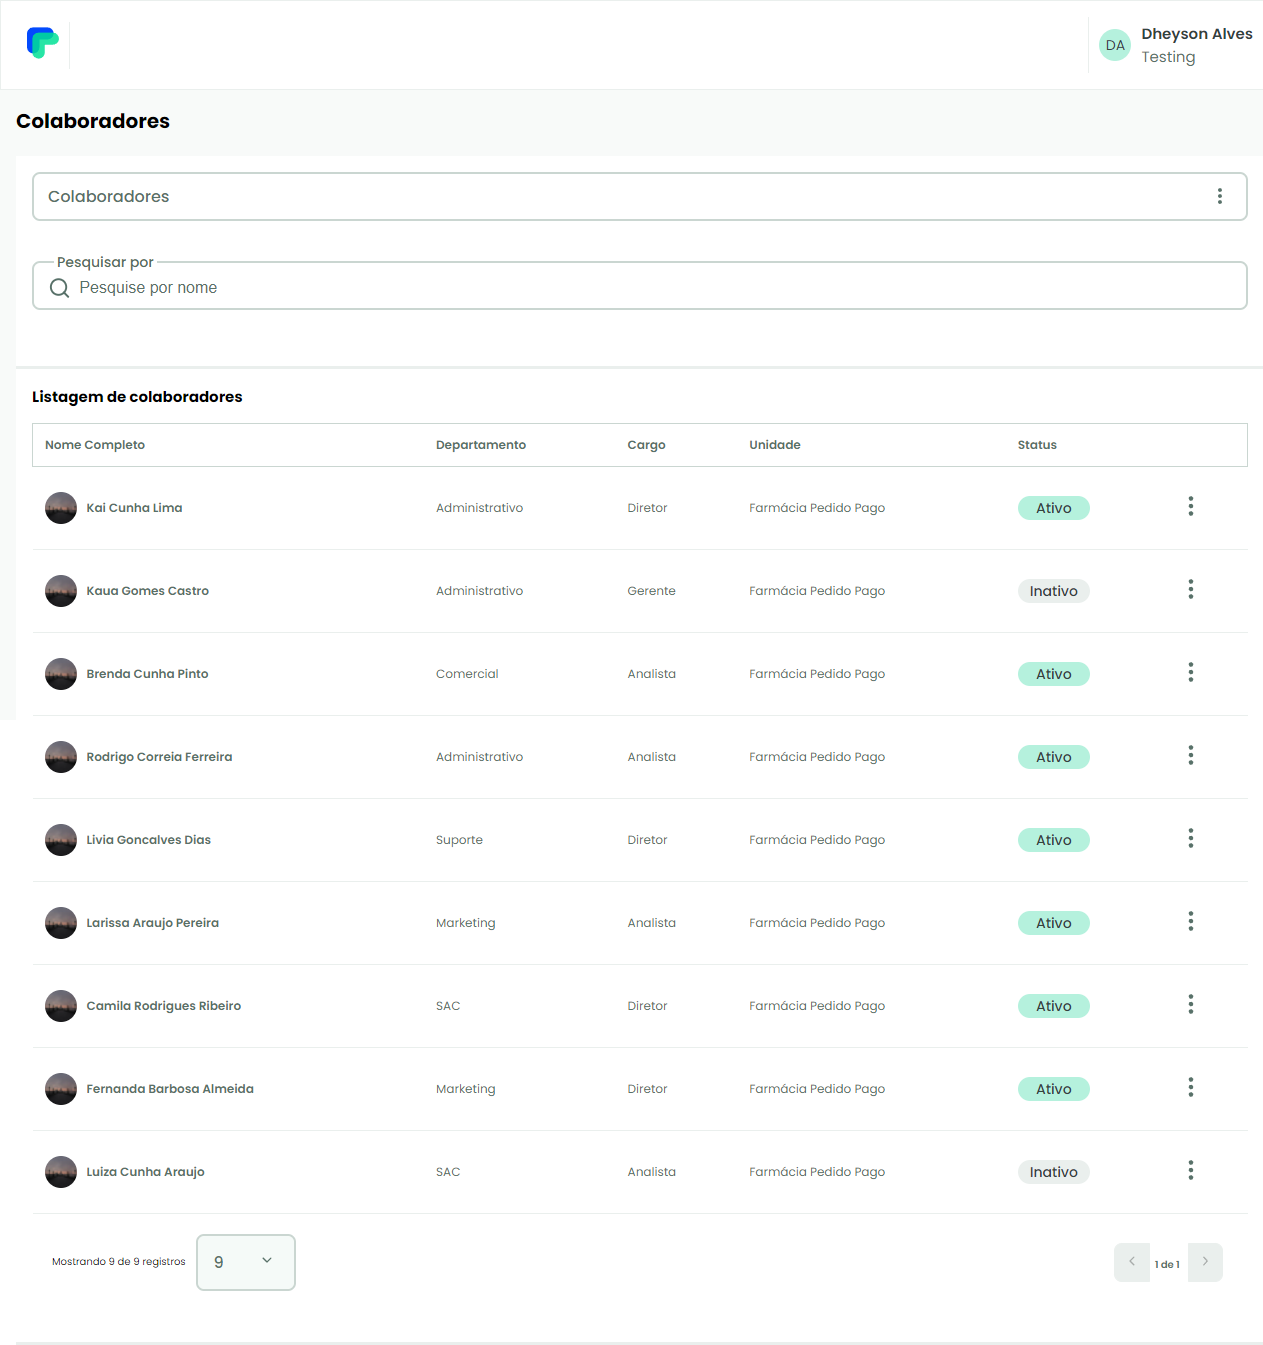 DA
Dheyson Alves
Testing
Colaboradores
Colaboradores
Pesquisar por
Pesquise por nome
Listagem de colaboradores
Nome Completo Departamento Cargo Unidade Status
Kai Cunha Lima Administrativo Diretor Farmácia Pedido Pago Ativo
Kaua Gomes Castro Administrativo Gerente Farmácia Pedido Pago Inativo
Brenda Cunha Pinto Comercial Analista Farmácia Pedido Pago Ativo
Rodrigo Correia Ferreira Administrativo Analista Farmácia Pedido Pago Ativo
Livia Goncalves Dias Suporte Diretor Farmácia Pedido Pago Ativo
Larissa Araujo Pereira Marketing Analista Farmácia Pedido Pago Ativo
Camila Rodrigues Ribeiro SAC Diretor Farmácia Pedido Pago Ativo
Fernanda Barbosa Almeida Marketing Diretor Farmácia Pedido Pago Ativo
Luiza Cunha Araujo SAC Analista Farmácia Pedido Pago Inativo
Mostrando 9 de 9 registros 9 1 de 1